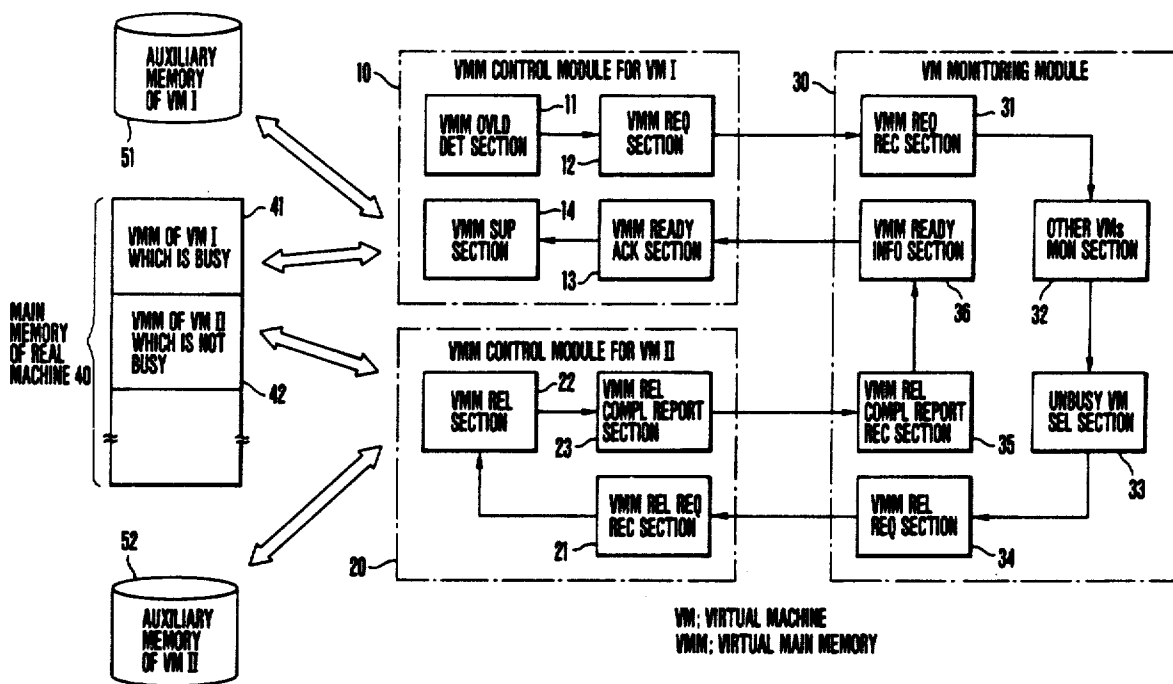 AUXILIARY
MEMORY
OF VM I
51
MAIN
MEMORY
OF REAL
MACHINE 40
41
VMM OF VM I
WHICH IS BUSY
VMM OF VM II
WHICH IS NOT
BUSY
42
52
AUXILIARY
MEMORY
OF VM II
10
VMM CONTROL MODULE FOR VM I
11
VMM OVLD
DET SECTION
VMM REQ
SECTION
12
14
VMM SUP
SECTION
VMM READY
ACK SECTION
13
VMM CONTROL MODULE FOR VM II
22
VMM REL
SECTION
VMM REL
COMPL REPORT
SECTION
23
VMM REL REQ
REC SECTION
21
20
30
VM MONITORING MODULE
31
VMM REQ
REC SECTION
VMM READY
INFO SECTION
36
OTHER VMs
MON SECTION
32
VMM REL
COMPL REPORT
REC SECTION
35
UNBUSY VM
SEL SECTION
33
VMM REL
REQ SECTION
34
VM; VIRTUAL MACHINE
VMM; VIRTUAL MAIN MEMORY